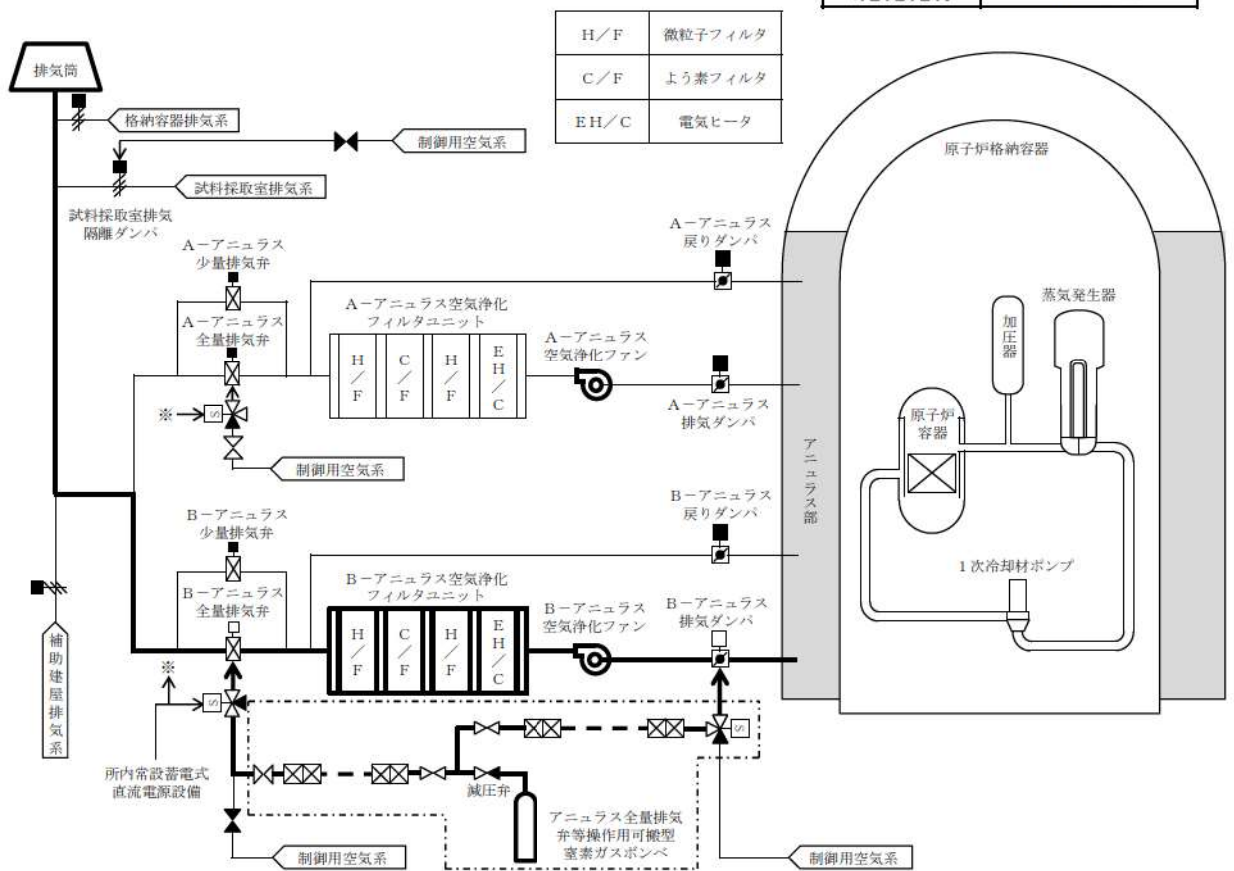 H／F 微粒子フィルタ
C／F よう素フィルタ
EH／C 電気ヒータ
排気筒
格納容器排気系
制御用空気系
試料採取室排気系
試料採取室排気
隔離ダンパ
原子炉格納容器
A－アニュラス
戻りダンパ
A－アニュラス
少量排気弁
A－アニュラス
全量排気弁
A－アニュラス空気浄化
フィルタユニット
H／F
C／F
H／F
EH／C
A－アニュラス
空気浄化ファン
A－アニュラス
排気ダンパ
※
S
制御用空気系
蒸気発生器
加圧器
原子炉
容器
アニュラス部
1次冷却材ポンプ
B－アニュラス
戻りダンパ
B－アニュラス
少量排気弁
B－アニュラス
全量排気弁
B－アニュラス空気浄化
フィルタユニット
H／F
C／F
H／F
EH／C
B－アニュラス
空気浄化ファン
B－アニュラス
排気ダンパ
補助建屋排気系
※
S
S
所内常設蓄電式
直流電源設備
減圧弁
アニュラス全量排気
弁等操作用可搬型
窒素ガスボンベ
制御用空気系
制御用空気系